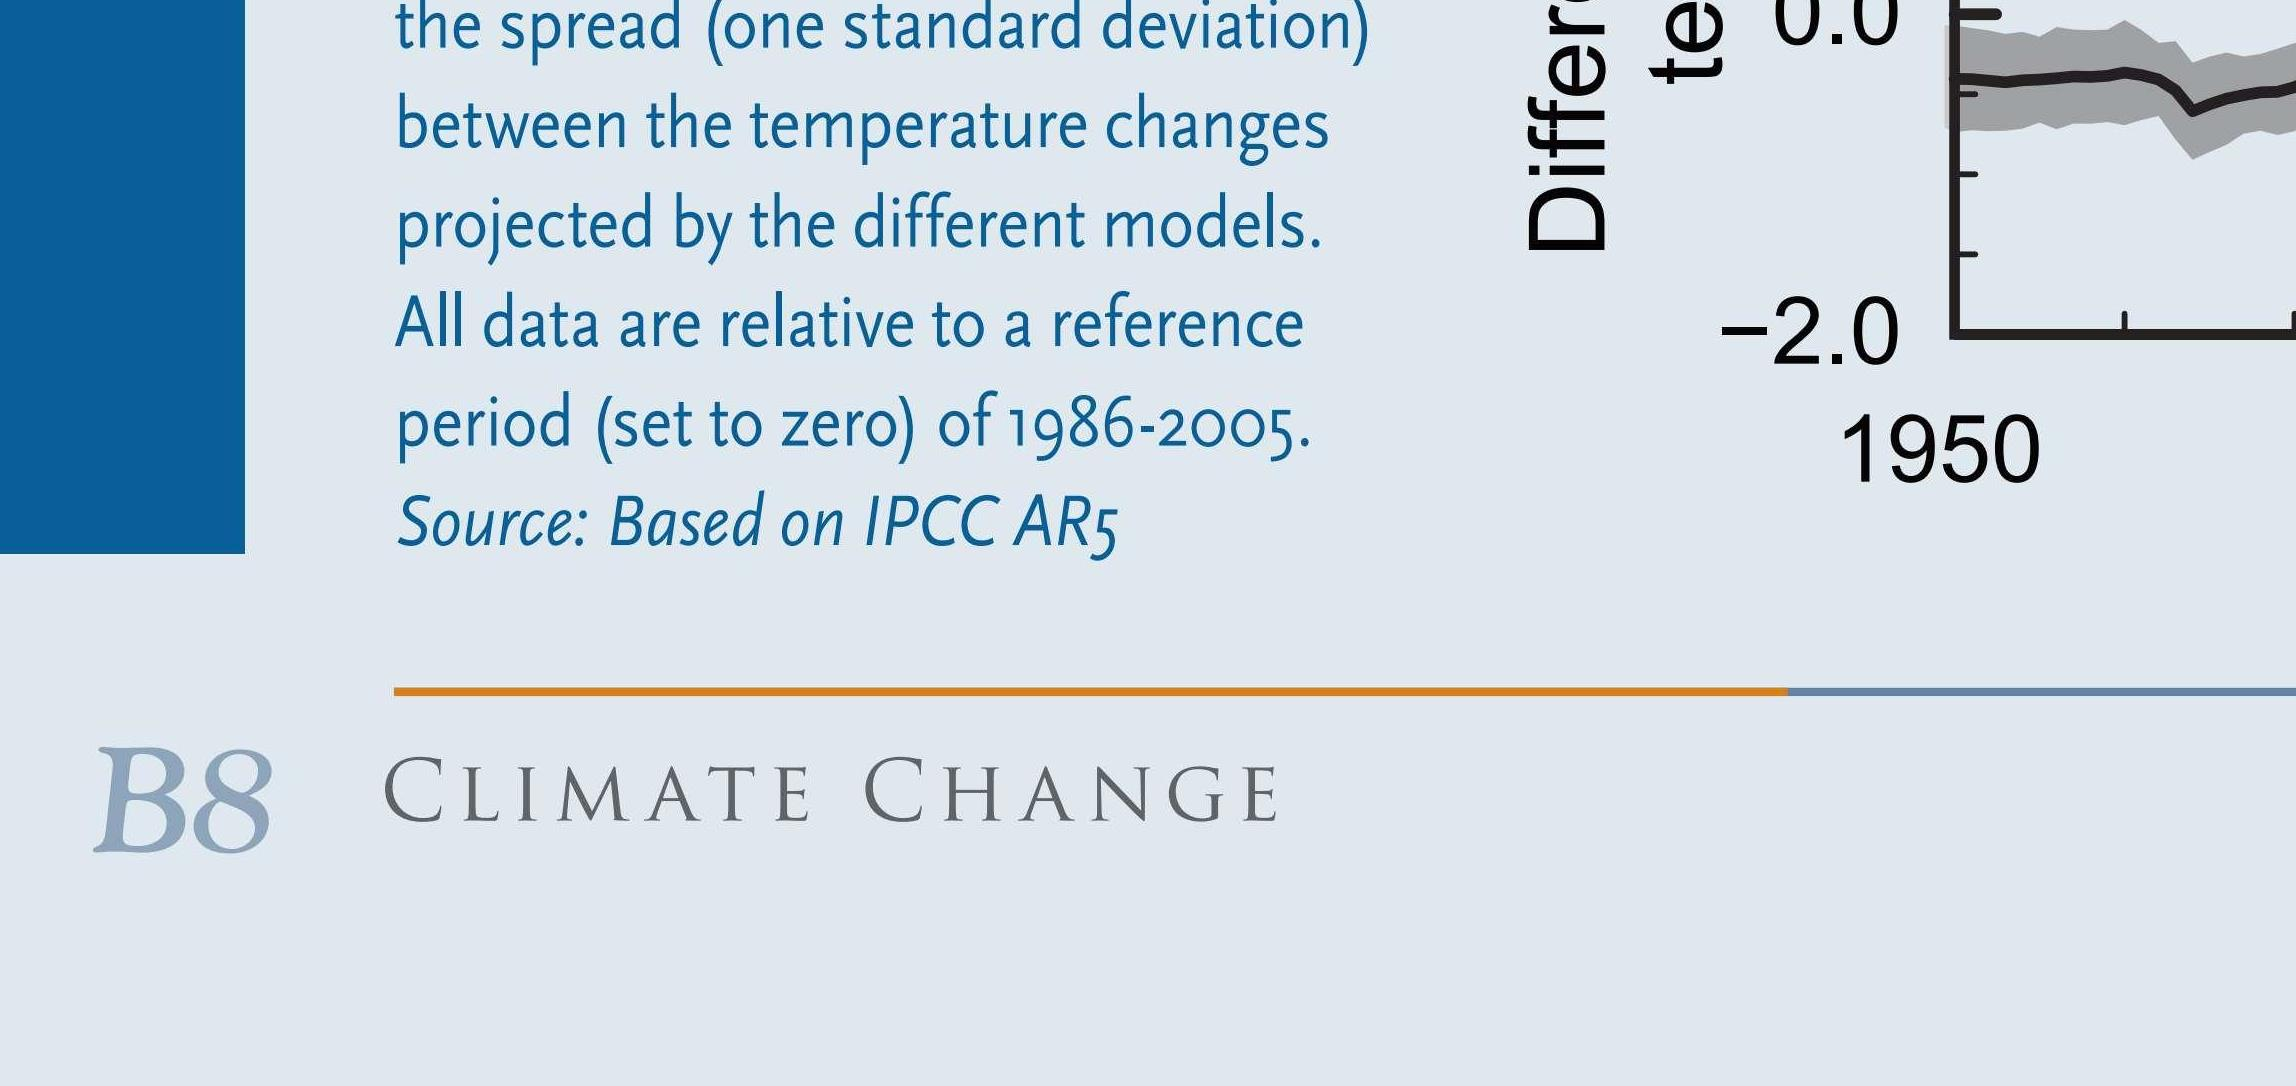 the spread (one standard deviation)
between the temperature changes
projected by the different models.
All data are relative to a reference
period (set to zero) of 1986-2005.
Source: Based on IPCC AR5
0.0
−2.0
1950
B8 CLIMATE CHANGE